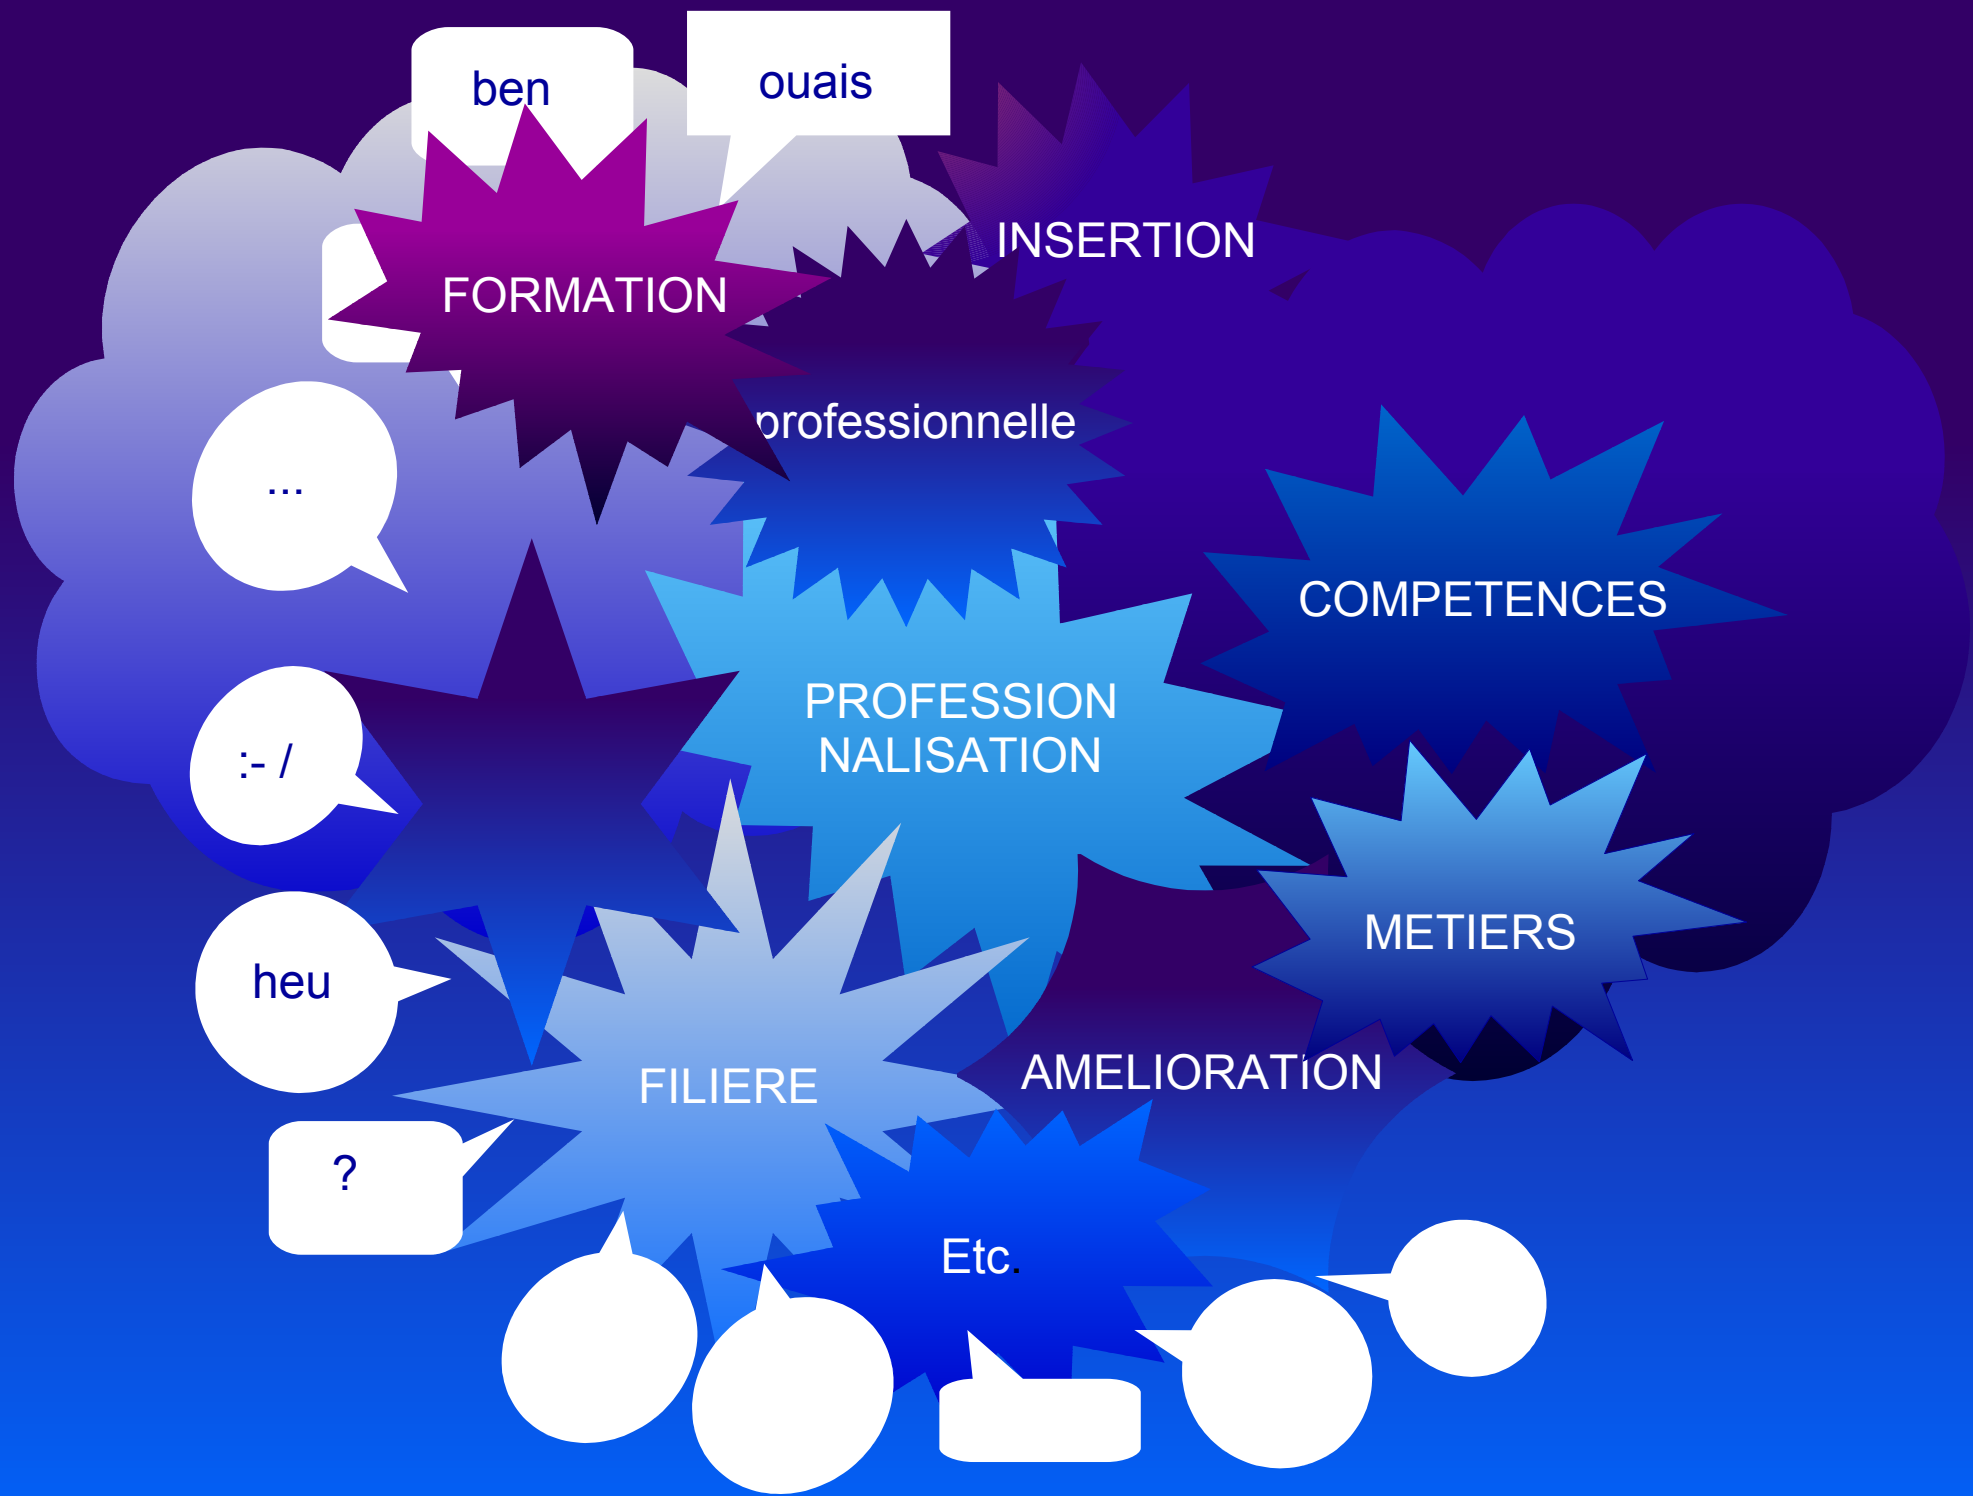 ben
ouais
INSERTION
FORMATION
professionnelle
...
COMPETENCES
PROFESSION
NALISATION
:- /
METIERS
heu
AMELIORATION
FILIERE
?
Etc.